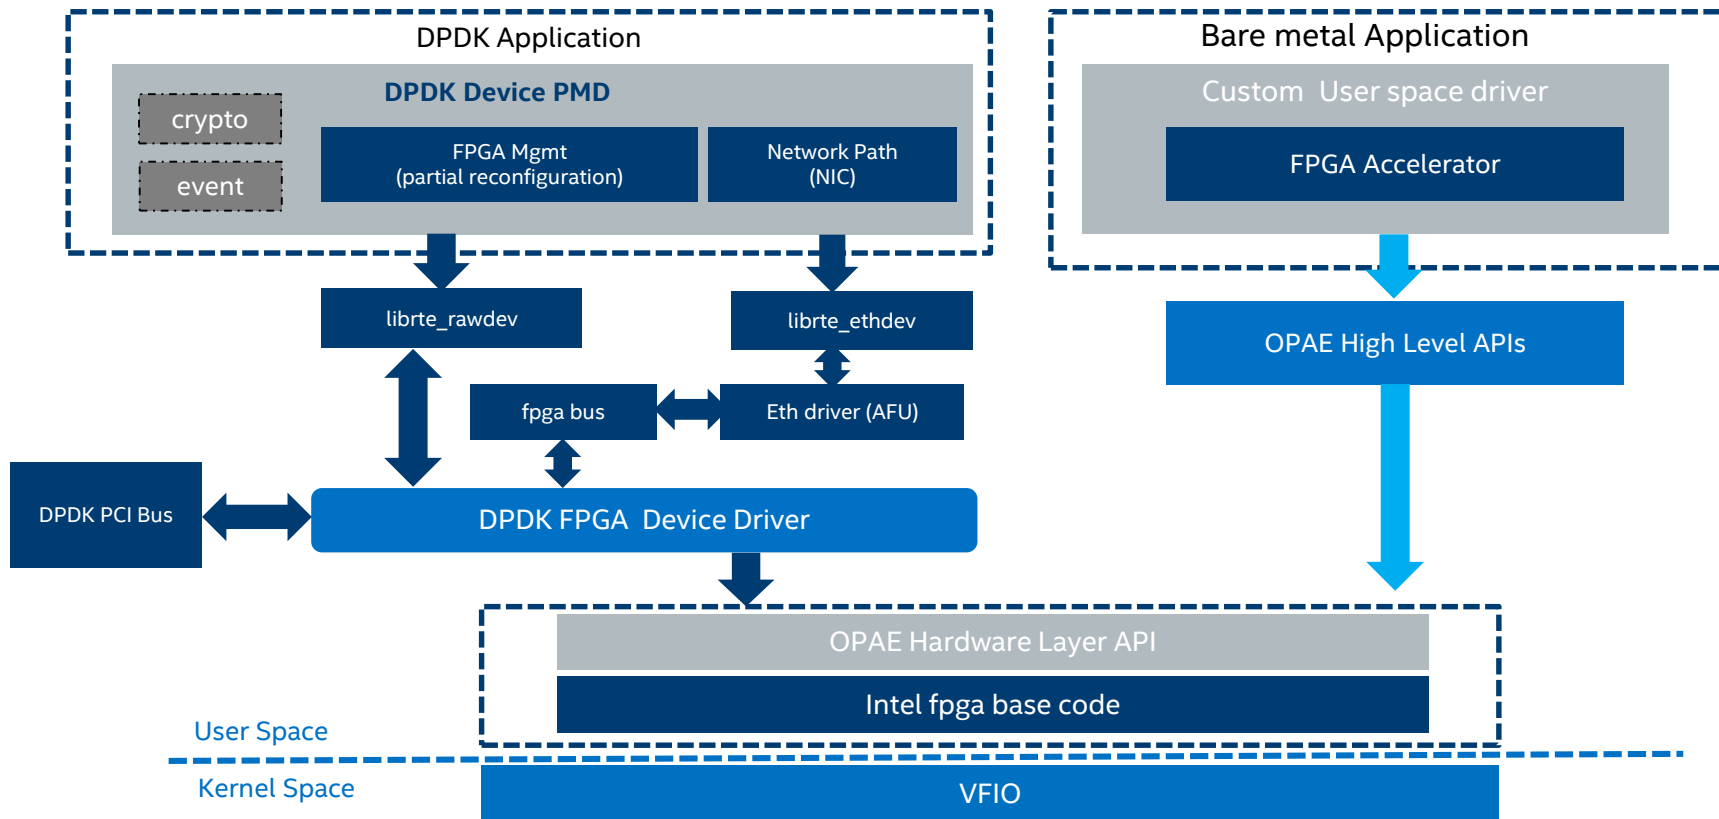 DPDK Application
DPDK Device PMD
crypto
event
FPGA Mgmt
(partial reconfiguration)
Network Path
(NIC)
Bare metal Application
Custom User space driver
FPGA Accelerator
librte_rawdev
librte_ethdev
OPAE High Level APIs
fpga bus
Eth driver (AFU)
DPDK PCI Bus
DPDK FPGA Device Driver
OPAE Hardware Layer API
Intel fpga base code
User Space
Kernel Space
VFIO